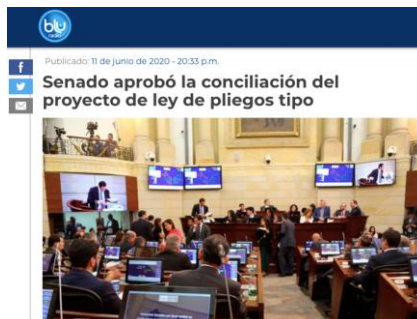 blu
radio
Publicado: 11 de junio de 2020 - 20:33 p.m.
Senado aprobó la conciliación del
proyecto de ley de pliegos tipo